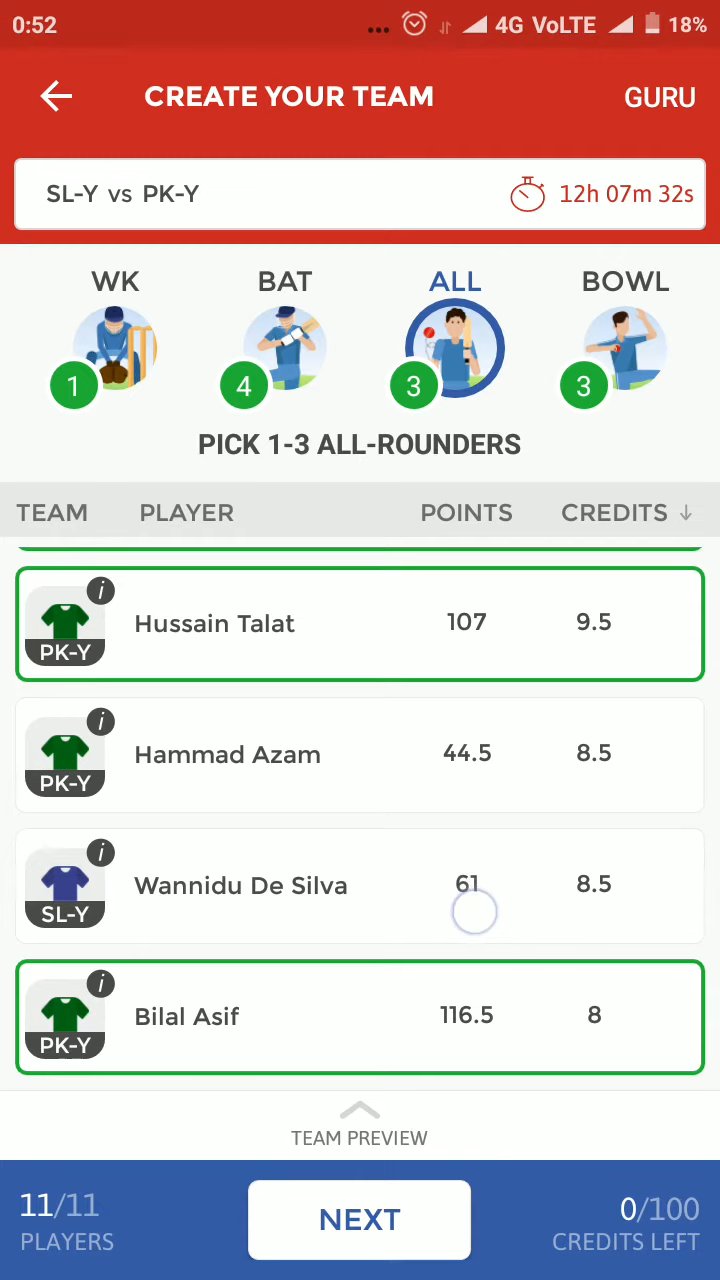 0:52 ... 4G VoLTE 18%
CREATE YOUR TEAM GURU
SL-Y vs PK-Y 12h 07m 32s
WK BAT ALL BOWL
1 4 3 3
PICK 1-3 ALL-ROUNDERS
TEAM PLAYER POINTS CREDITS ↓
i
Hussain Talat 107 9.5
PK-Y
i
Hammad Azam 44.5 8.5
PK-Y
i
Wannidu De Silva 61 8.5
SL-Y
i
Bilal Asif 116.5 8
PK-Y
TEAM PREVIEW
11/11 NEXT 0/100
PLAYERS CREDITS LEFT